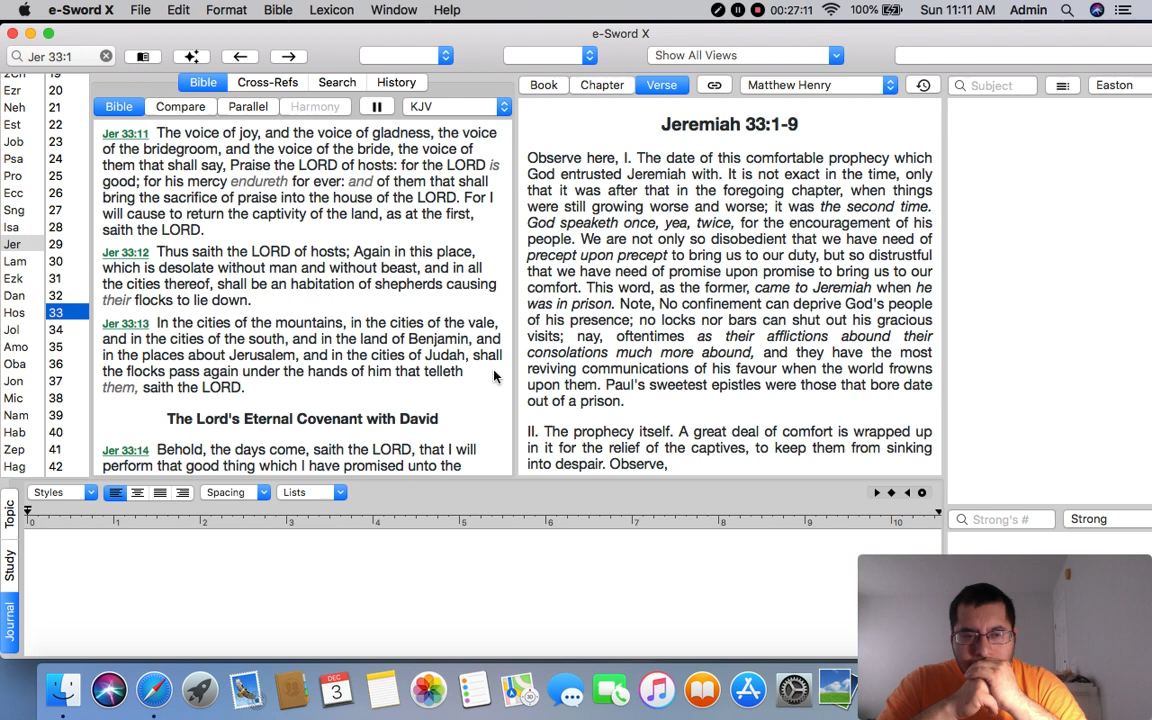 e-Sword X File Edit Format Bible Lexicon Window Help 00:27:11 100% Sun 11:11 AM Admin
e-Sword X
Jer 33:1
Show All Views
Bible Cross-Refs Search History
Book Chapter Verse Matthew Henry
Subject Easton
Bible Compare Parallel Harmony KJV
19
Ezr 20
Neh 21
Est 22
Job 23
Psa 24
Pro 25
Ecc 26
Sng 27
Isa 28
Jer 29
Lam 30
Ezk 31
Dan 32
Hos 33
Jol 34
Amo 35
Oba 36
Jon 37
Mic 38
Nam 39
Hab 40
Zep 41
Hag 42
Jer 33:11 The voice of joy, and the voice of gladness, the voice
of the bridegroom, and the voice of the bride, the voice of
them that shall say, Praise the LORD of hosts: for the LORD is
good; for his mercy endureth for ever: and of them that shall
bring the sacrifice of praise into the house of the LORD. For I
will cause to return the captivity of the land, as at the first,
saith the LORD.
Jer 33:12 Thus saith the LORD of hosts; Again in this place,
which is desolate without man and without beast, and in all
the cities thereof, shall be an habitation of shepherds causing
their flocks to lie down.
Jer 33:13 In the cities of the mountains, in the cities of the vale,
and in the cities of the south, and in the land of Benjamin, and
in the places about Jerusalem, and in the cities of Judah, shall
the flocks pass again under the hands of him that telleth
them, saith the LORD.
The Lord's Eternal Covenant with David
Jer 33:14 Behold, the days come, saith the LORD, that I will
perform that good thing which I have promised unto the
Jeremiah 33:1-9
Observe here, I. The date of this comfortable prophecy which
God entrusted Jeremiah with. It is not exact in the time, only
that it was after that in the foregoing chapter, when things
were still growing worse and worse; it was the second time.
God speaketh once, yea, twice, for the encouragement of his
people. We are not only so disobedient that we have need of
precept upon precept to bring us to our duty, but so distrustful
that we have need of promise upon promise to bring us to our
comfort. This word, as the former, came to Jeremiah when he
was in prison. Note, No confinement can deprive God's people
of his presence; no locks nor bars can shut out his gracious
visits; nay, oftentimes as their afflictions abound their
consolations much more abound, and they have the most
reviving communications of his favour when the world frowns
upon them. Paul's sweetest epistles were those that bore date
out of a prison.
II. The prophecy itself. A great deal of comfort is wrapped up
in it for the relief of the captives, to keep them from sinking
into despair. Observe,
Styles Spacing Lists
0 1 2 3 4 5 6 7 8 9 10
Topic
Study
Journal
Strong's # Strong
DEC
3